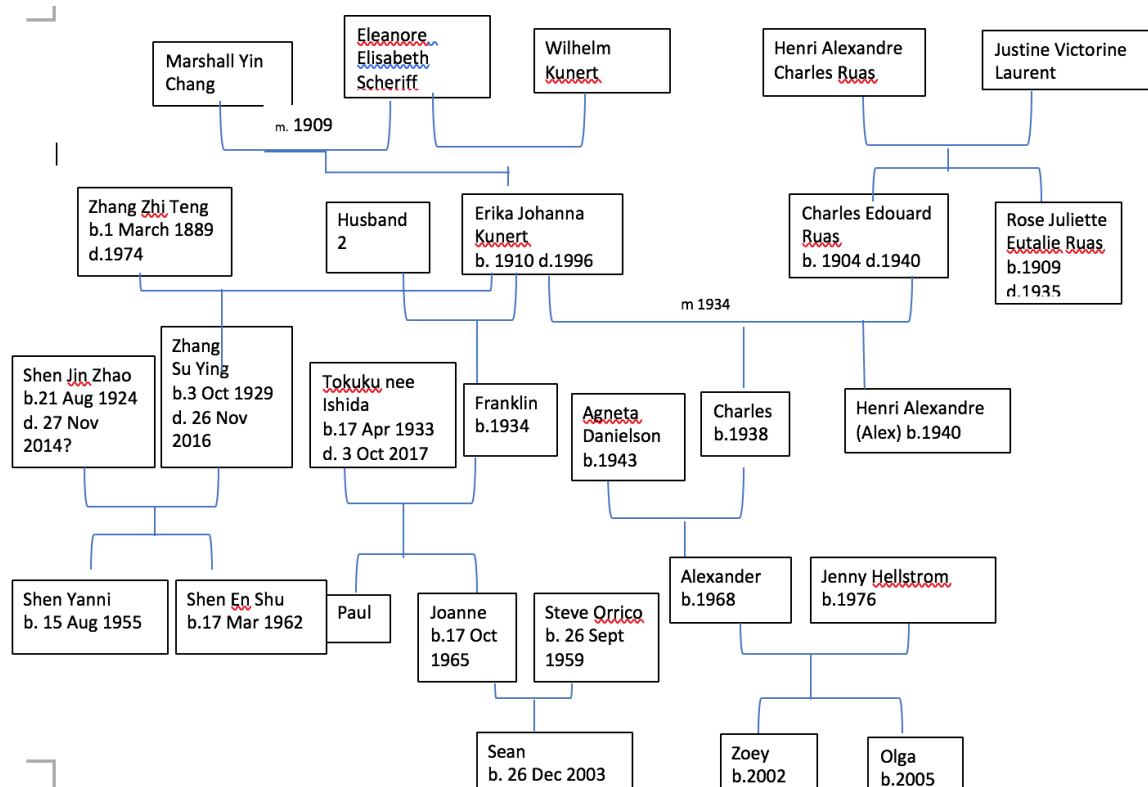 Marshall Yin
Chang
Eleanore
Elisabeth
Scheriff
Wilhelm
Kunert
Henri Alexandre
Charles Ruas
Justine Victorine
Laurent
m. 1909
Zhang Zhi Teng
b.1 March 1889
d.1974
Husband
2
Erika Johanna
Kunert
b. 1910 d.1996
Charles Edouard
Ruas
b. 1904 d.1940
Rose Juliette
Eutalie Ruas
b.1909
d.1935
m 1934
Shen Jin Zhao
b.21 Aug 1924
d. 27 Nov
2014?
Zhang
Su Ying
b.3 Oct 1929
d. 26 Nov
2016
Tokuku nee
Ishida
b.17 Apr 1933
d. 3 Oct 2017
Franklin
b.1934
Agneta
Danielson
b.1943
Charles
b.1938
Henri Alexandre
(Alex) b.1940
Shen Yanni
b. 15 Aug 1955
Shen En Shu
b.17 Mar 1962
Paul
Joanne
b.17 Oct
1965
Steve Orrico
b. 26 Sept
1959
Alexander
b.1968
Jenny Hellstrom
b.1976
Sean
b. 26 Dec 2003
Zoey
b.2002
Olga
b.2005